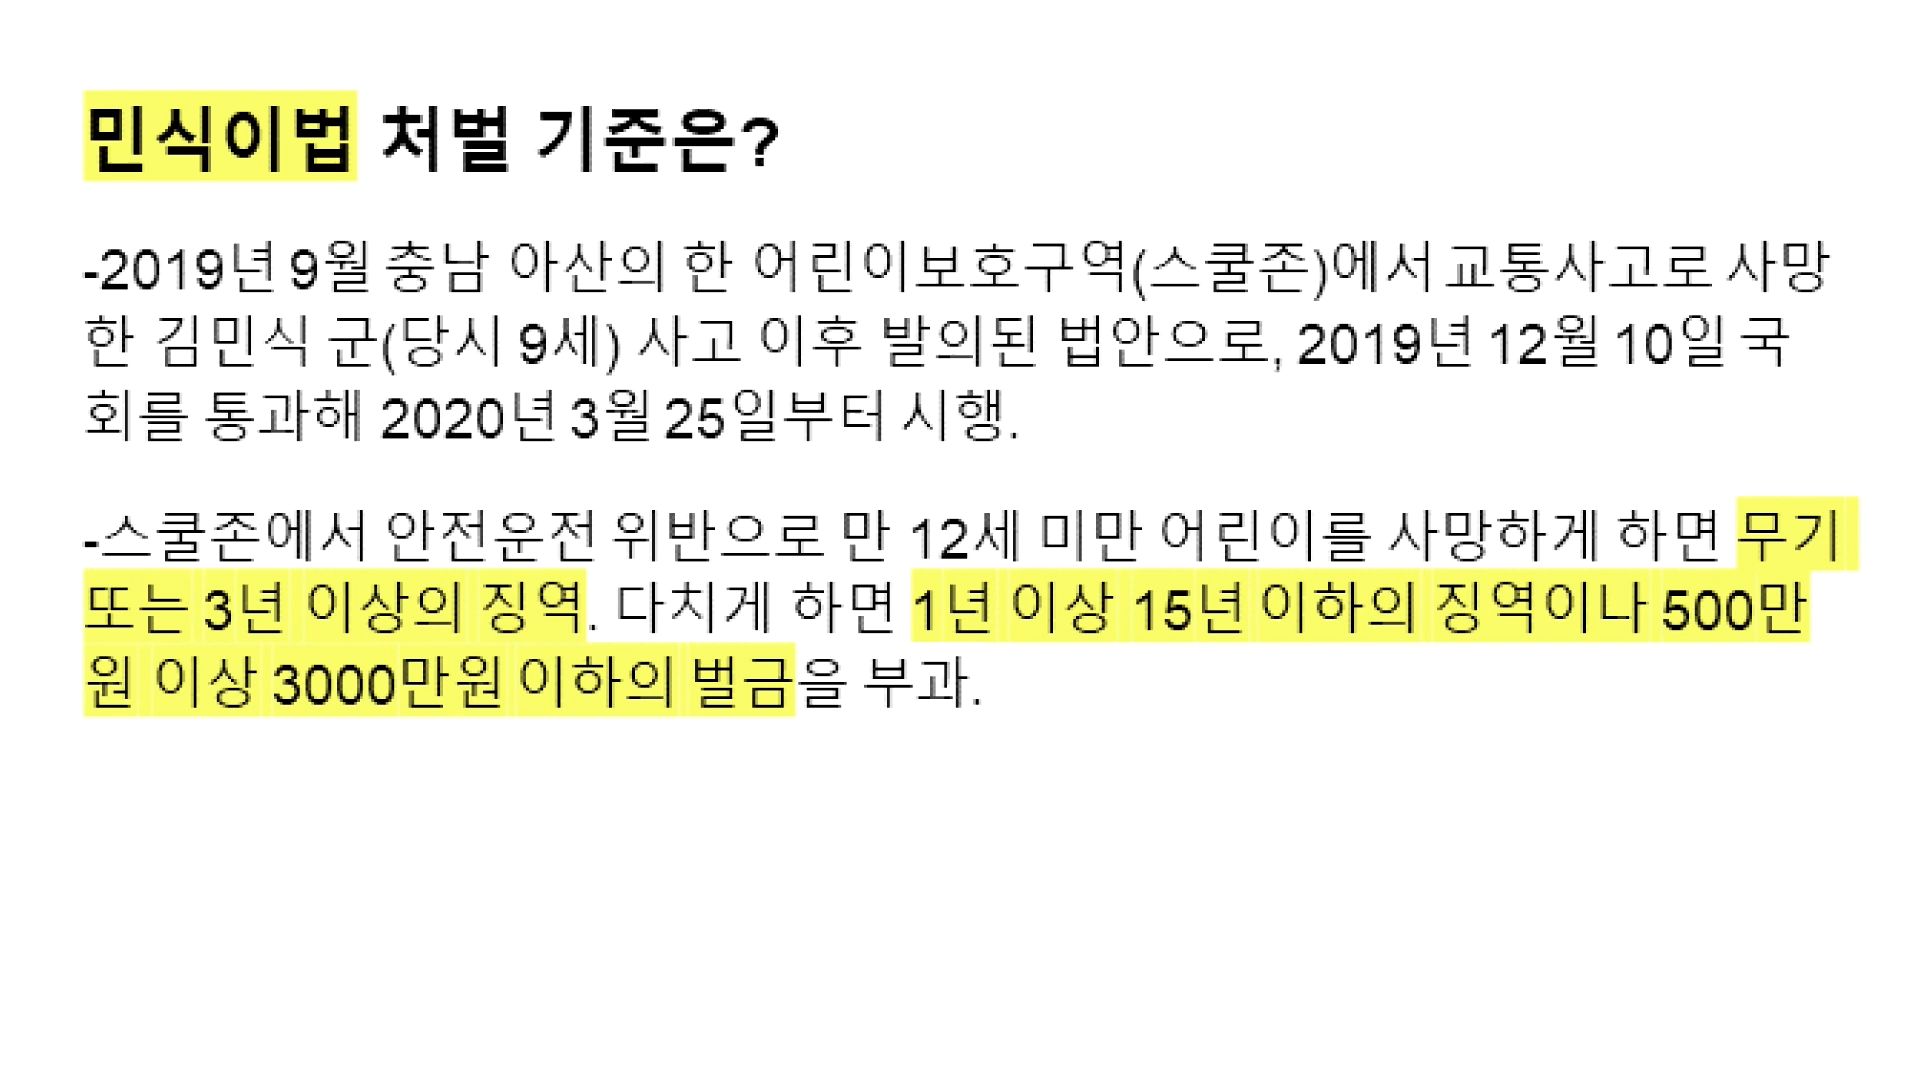 민식이법 처벌 기준은?
-2019년 9월 충남 아산의 한 어린이보호구역(스쿨존)에서 교통사고로 사망
한 김민식 군(당시 9세) 사고 이후 발의된 법안으로, 2019년 12월 10일 국
회를 통과해 2020년 3월 25일부터 시행.
-스쿨존에서 안전운전 위반으로 만 12세 미만 어린이를 사망하게 하면 무기
또는 3년 이상의 징역. 다치게 하면 1년 이상 15년 이하의 징역이나 500만
원 이상 3000만원 이하의 벌금을 부과.